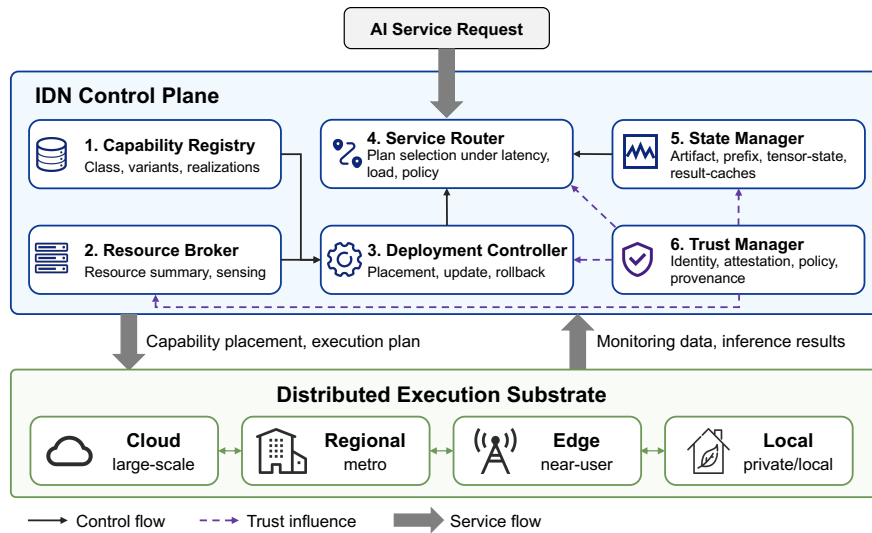 AI Service Request
IDN Control Plane
1. Capability Registry
Class, variants, realizations
4. Service Router
Plan selection under latency,
load, policy
5. State Manager
Artifact, prefix, tensor-state,
result-caches
2. Resource Broker
Resource summary, sensing
3. Deployment Controller
Placement, update, rollback
6. Trust Manager
Identity, attestation, policy,
provenance
Capability placement, execution plan
Monitoring data, inference results
Distributed Execution Substrate
Cloud
large-scale
Regional
metro
Edge
near-user
Local
private/local
Control flow
Trust influence
Service flow